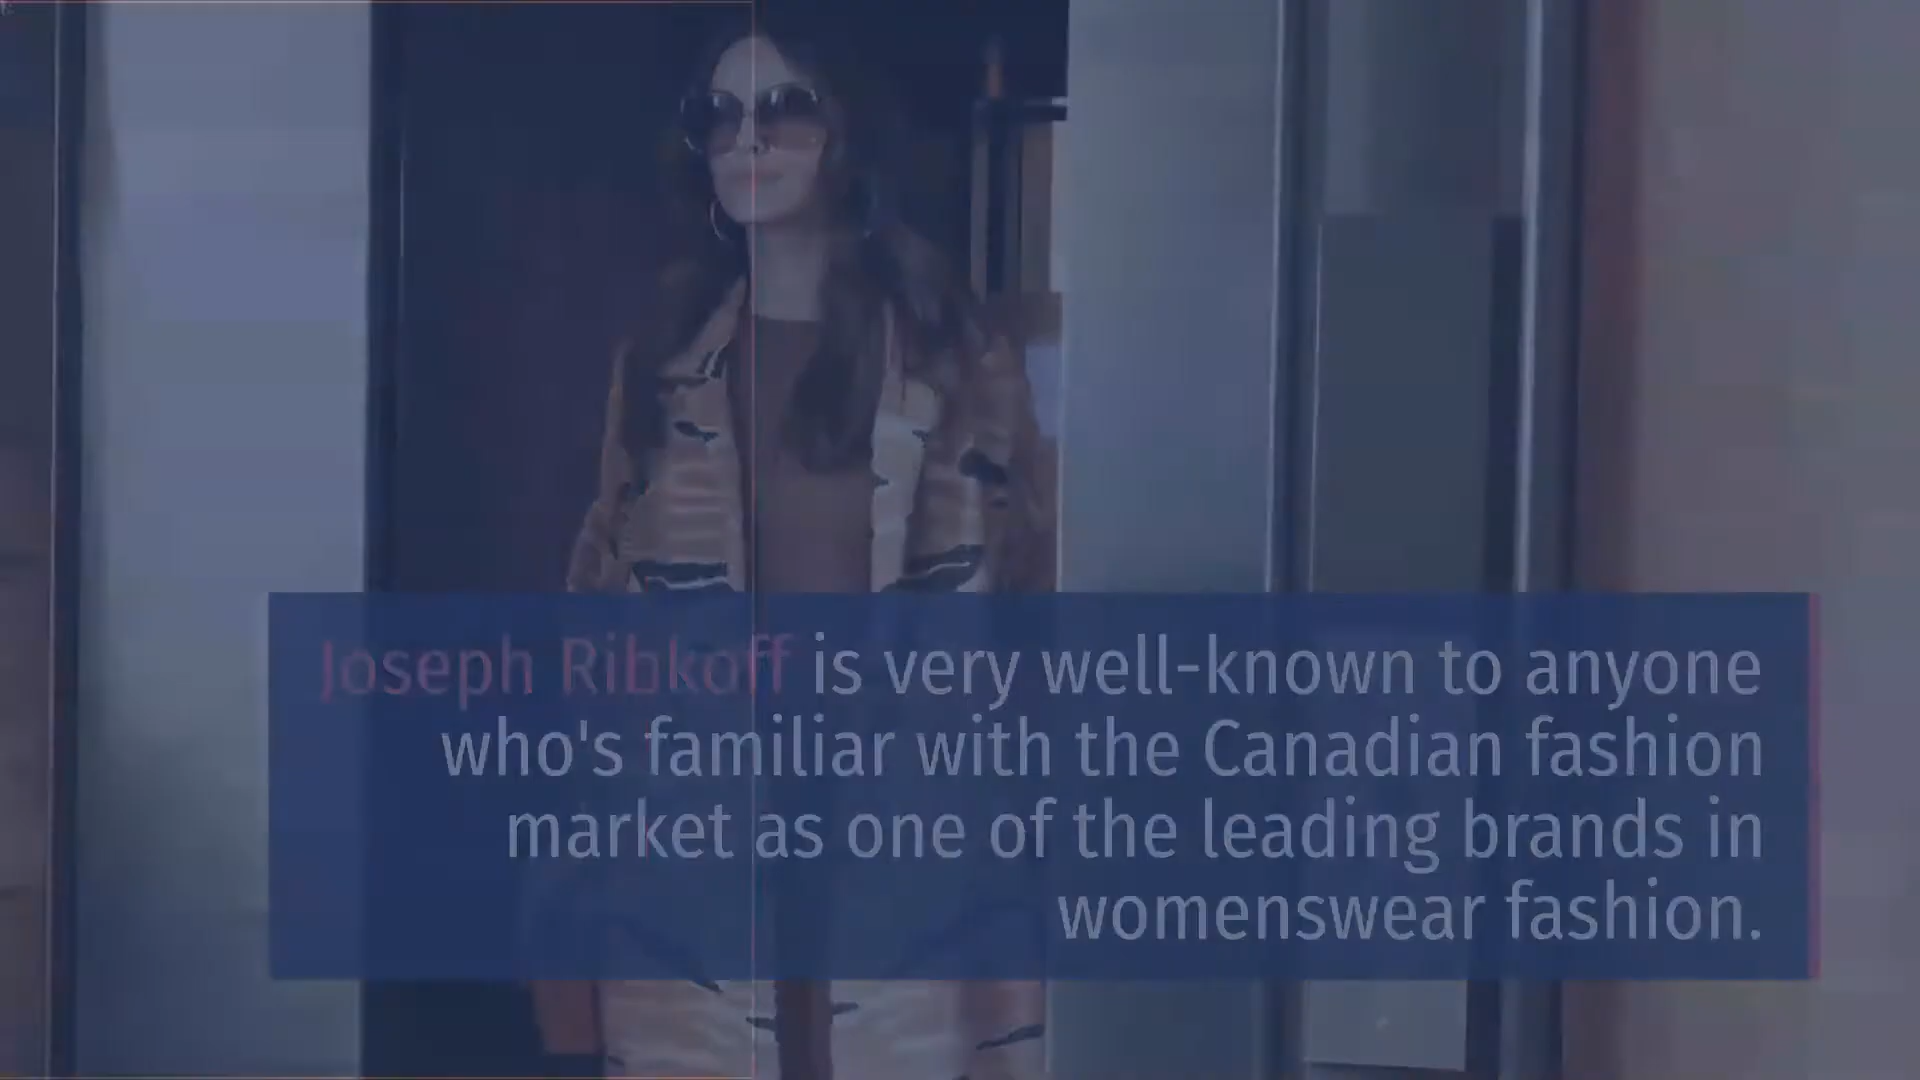 Joseph Ribkoff is very well-known to anyone
who's familiar with the Canadian fashion
market as one of the leading brands in
womenswear fashion.